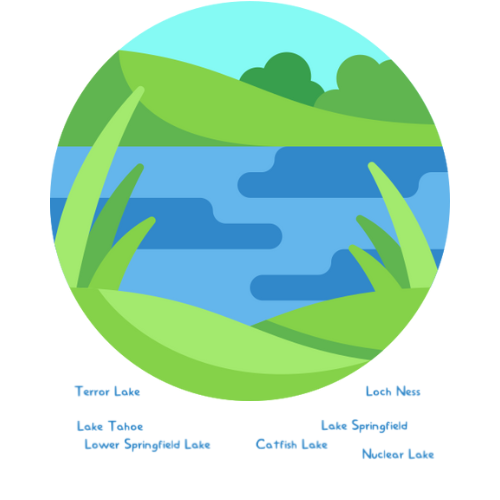 Terror Lake
Loch Ness
Lake Tahoe
Lake Springfield
Lower Springfield Lake
Catfish Lake
Nuclear Lake